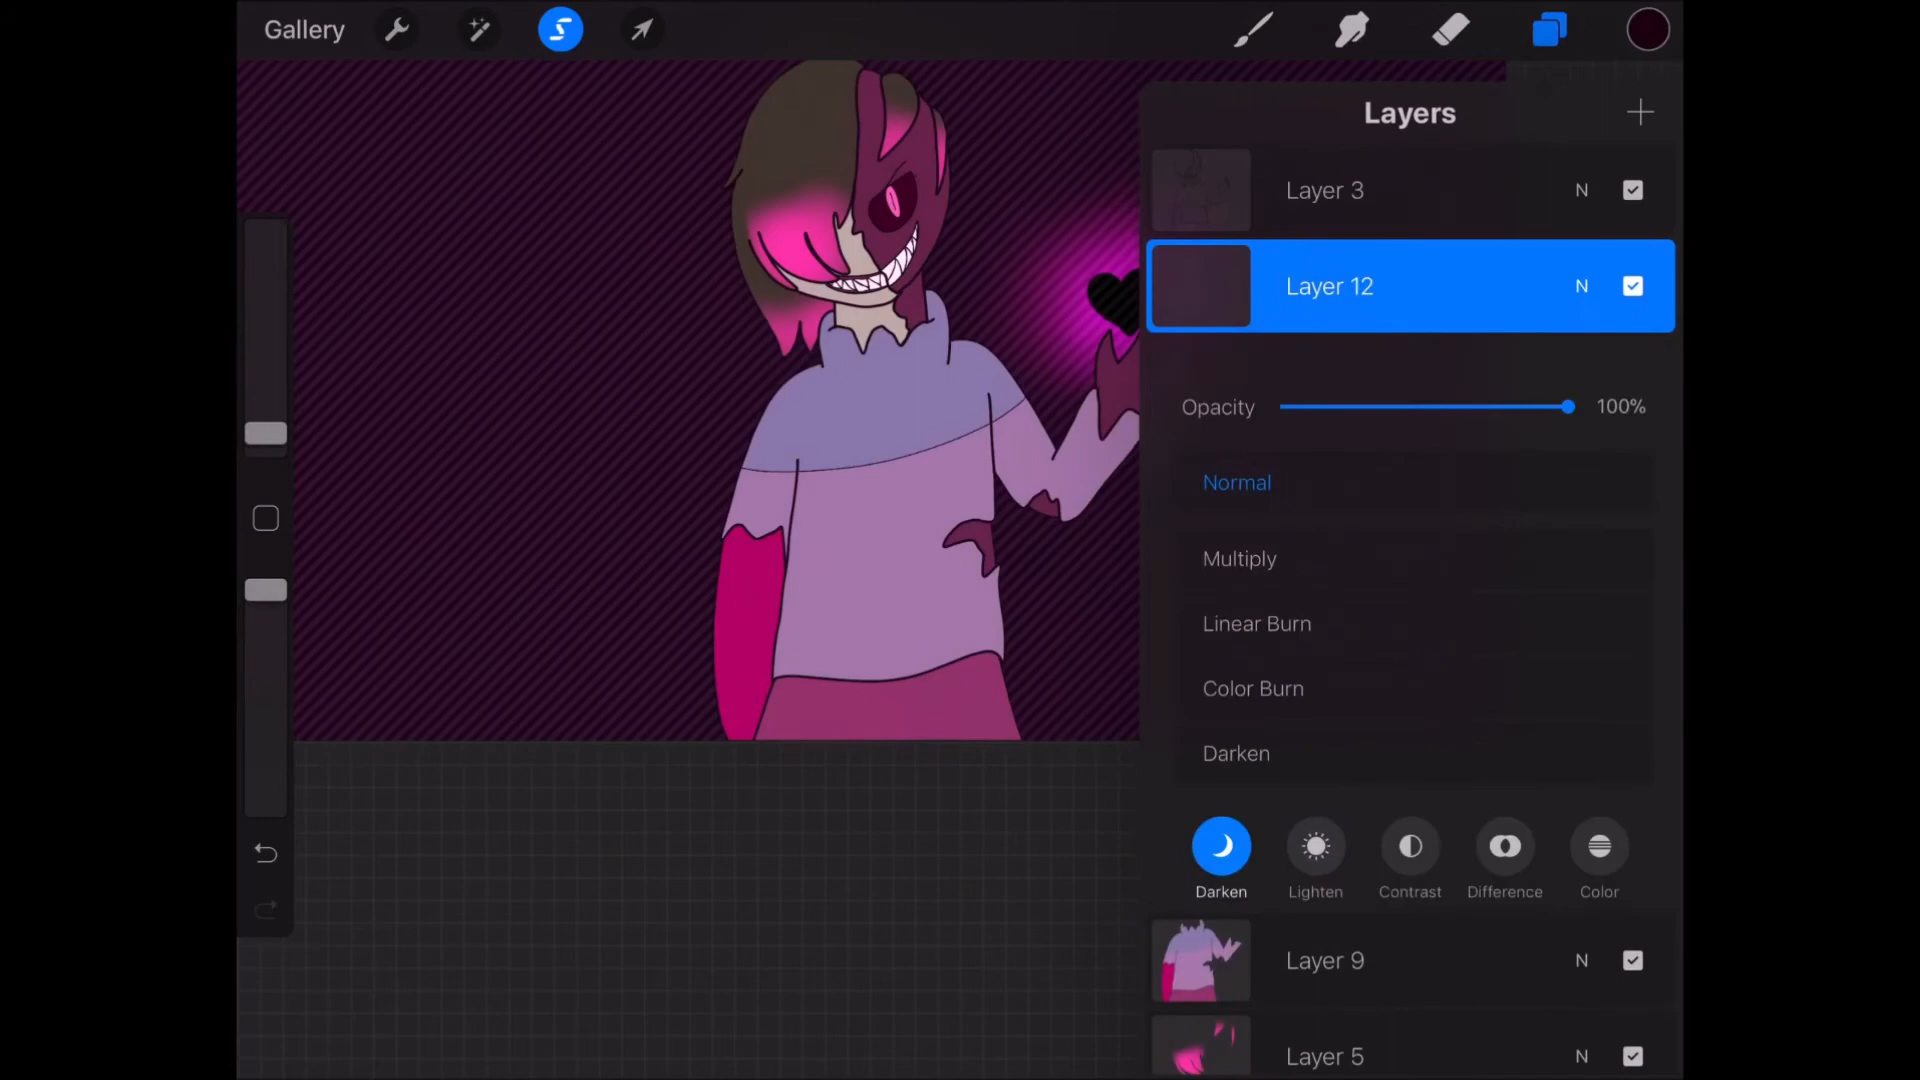 Gallery
Layers
Layer 3 N
Layer 12 N
Opacity 100%
Normal
Multiply
Linear Burn
Color Burn
Darken
Darken Lighten Contrast Difference Color
Layer 9 N
Layer 5 N